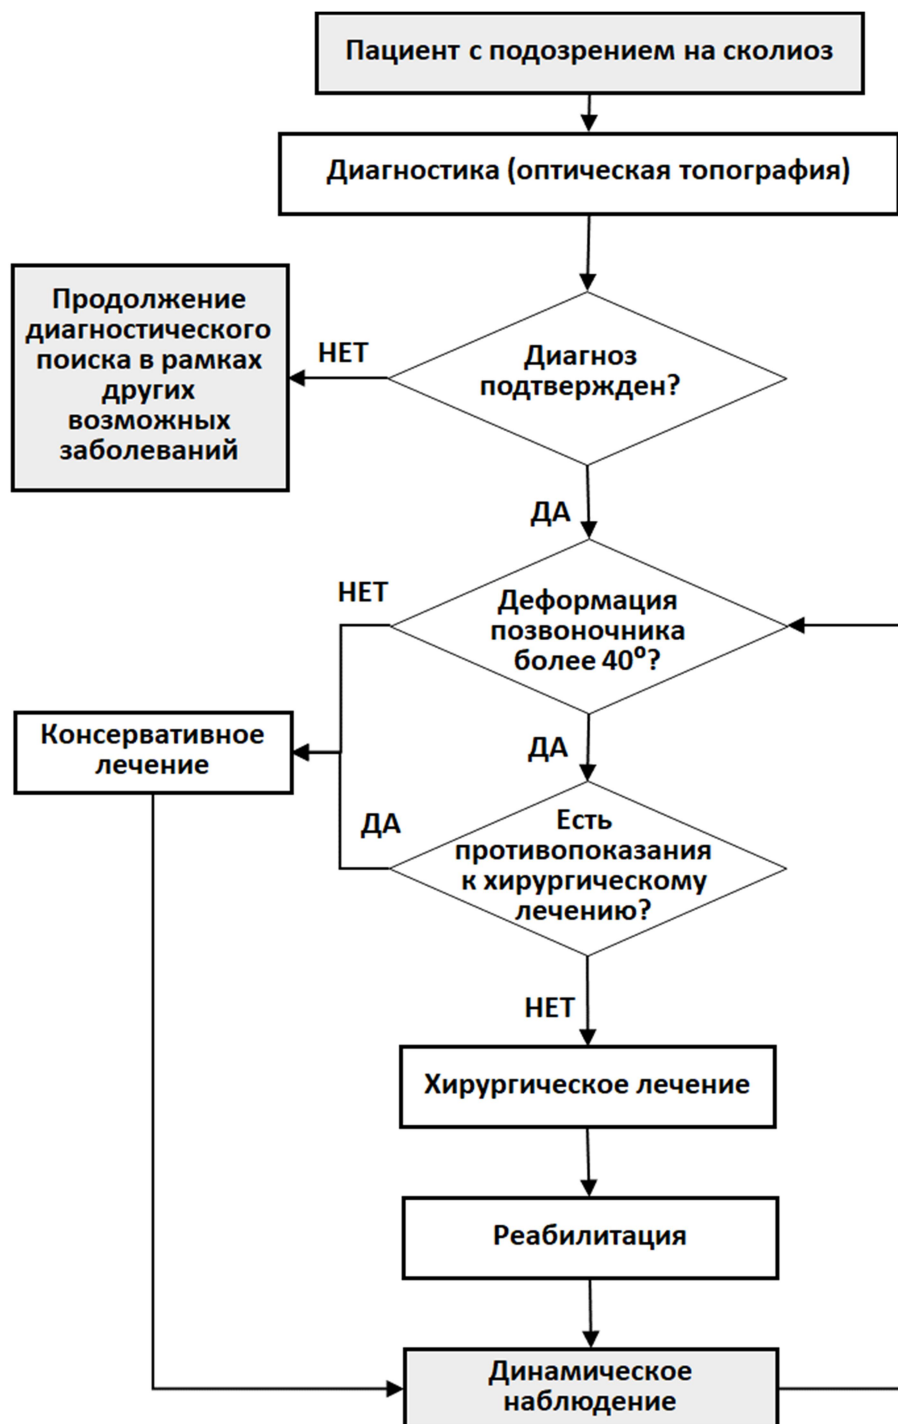 Пациент с подозрением на сколиоз
Диагностика (оптическая топография)
Продолжение
диагностического
поиска в рамках
других
возможных
заболеваний
НЕТ
Диагноз
подтвержден?
ДА
НЕТ
Деформация
позвоночника
более 40⁰?
Консервативное
лечение
ДА
ДА
Есть
противопоказания
к хирургическому
лечению?
НЕТ
Хирургическое лечение
Реабилитация
Динамическое
наблюдение